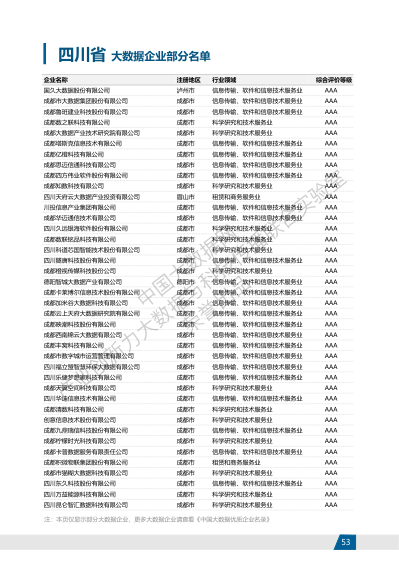 四川省 大数据企业部分名单
企业名称 注册地区 行业领域 综合评价等级
国久大数据股份有限公司 泸州市 信息传输、软件和信息技术服务业 AAA
成都市大数据集团股份有限公司 成都市 信息传输、软件和信息技术服务业 AAA
成都鲁班建业科技股份有限公司 成都市 信息传输、软件和信息技术服务业 AAA
成都数之联科技有限公司 成都市 科学研究和技术服务业 AAA
成都大数据产业技术研究院有限公司 成都市 科学研究和技术服务业 AAA
成都塔斯克信息技术有限公司 成都市 信息传输、软件和信息技术服务业 AAA
成都亿橙科技有限公司 成都市 信息传输、软件和信息技术服务业 AAA
成都思迈信通科技有限公司 成都市 信息传输、软件和信息技术服务业 AAA
成都四方伟业软件股份有限公司 成都市 信息传输、软件和信息技术服务业 AAA
成都知数科技有限公司 成都市 科学研究和技术服务业 AAA
四川天府云大数据产业投资有限公司 眉山市 租赁和商务服务业 AAA
川投信息产业集团有限公司 成都市 信息传输、软件和信息技术服务业 AAA
成都华迈通信技术有限公司 成都市 信息传输、软件和信息技术服务业 AAA
四川久远银海软件股份有限公司 成都市 科学研究和技术服务业 AAA
成都数联铭品科技有限公司 成都市 科学研究和技术服务业 AAA
四川科道芯国智能技术股份有限公司 成都市 科学研究和技术服务业 AAA
四川腾唐科技股份有限公司 成都市 信息传输、软件和信息技术服务业 AAA
成都橙视传媒科技股份公司 成都市 科学研究和技术服务业 AAA
德阳智城大数据产业有限公司 德阳市 信息传输、软件和信息技术服务业 AAA
成都卡莱博尔信息技术股份有限公司 成都市 信息传输、软件和信息技术服务业 AAA
成都加米谷大数据科技有限公司 成都市 信息传输、软件和信息技术服务业 AAA
成都云上天府大数据研究院有限公司 成都市 信息传输、软件和信息技术服务业 AAA
成都映潮科技股份有限公司 成都市 信息传输、软件和信息技术服务业 AAA
成都西南棒云大数据有限公司 成都市 信息传输、软件和信息技术服务业 AAA
成都丰窝科技有限公司 成都市 信息传输、软件和信息技术服务业 AAA
成都市数字城市运营管理有限公司 成都市 信息传输、软件和信息技术服务业 AAA
四川福立盟智慧环保大数据有限公司 成都市 信息传输、软件和信息技术服务业 AAA
四川乐绿梦想家科技有限公司 成都市 信息传输、软件和信息技术服务业 AAA
成都天翼空间科技有限公司 成都市 科学研究和技术服务业 AAA
四川华迪信息技术有限公司 成都市 信息传输、软件和信息技术服务业 AAA
成都清数科技有限公司 成都市 科学研究和技术服务业 AAA
创意信息技术股份有限公司 成都市 科学研究和技术服务业 AAA
成都九鼎瑞信科技股份有限公司 成都市 信息传输、软件和信息技术服务业 AAA
成都柠檬时光科技有限公司 成都市 科学研究和技术服务业 AAA
成都卡普数据服务有限责任公司 成都市 信息传输、软件和信息技术服务业 AAA
成都积微物联集团股份有限公司 成都市 租赁和商务服务业 AAA
成都市猫糊大数据科技有限公司 成都市 科学研究和技术服务业 AAA
四川东久科技股份有限公司 成都市 信息传输、软件和信息技术服务业 AAA
四川万益能源科技有限公司 成都市 科学研究和技术服务业 AAA
四川昆仑智汇数据科技有限公司 成都市 科学研究和技术服务业 AAA
注：本页仅显示部分大数据企业，更多大数据企业请查看《中国大数据优质企业名录》
53